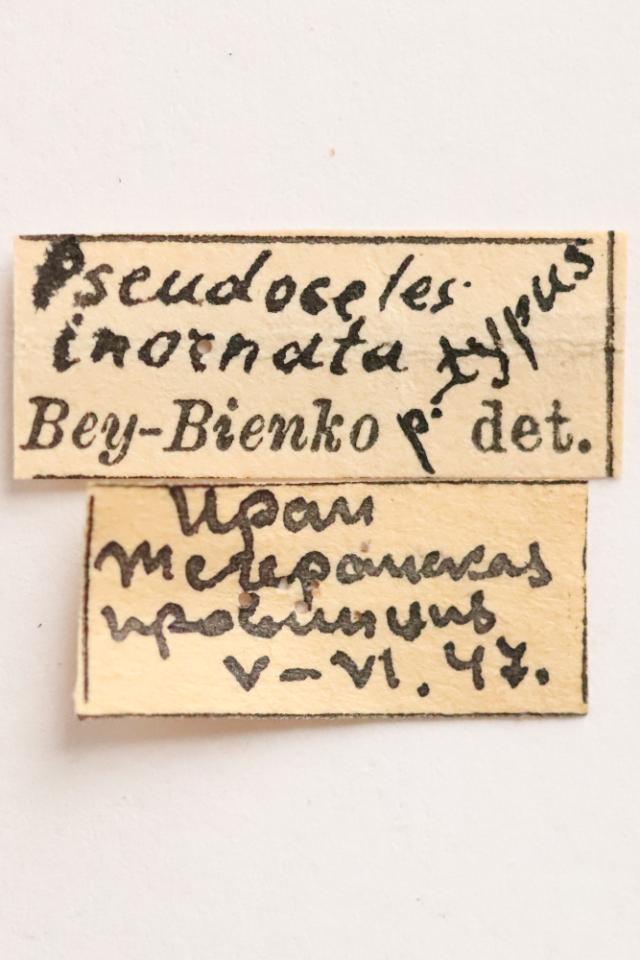 Pseudoceles
inornata
Bey-Bienko p. typus det.
Иран
Тегеранская
провинция
V-VI. 47.